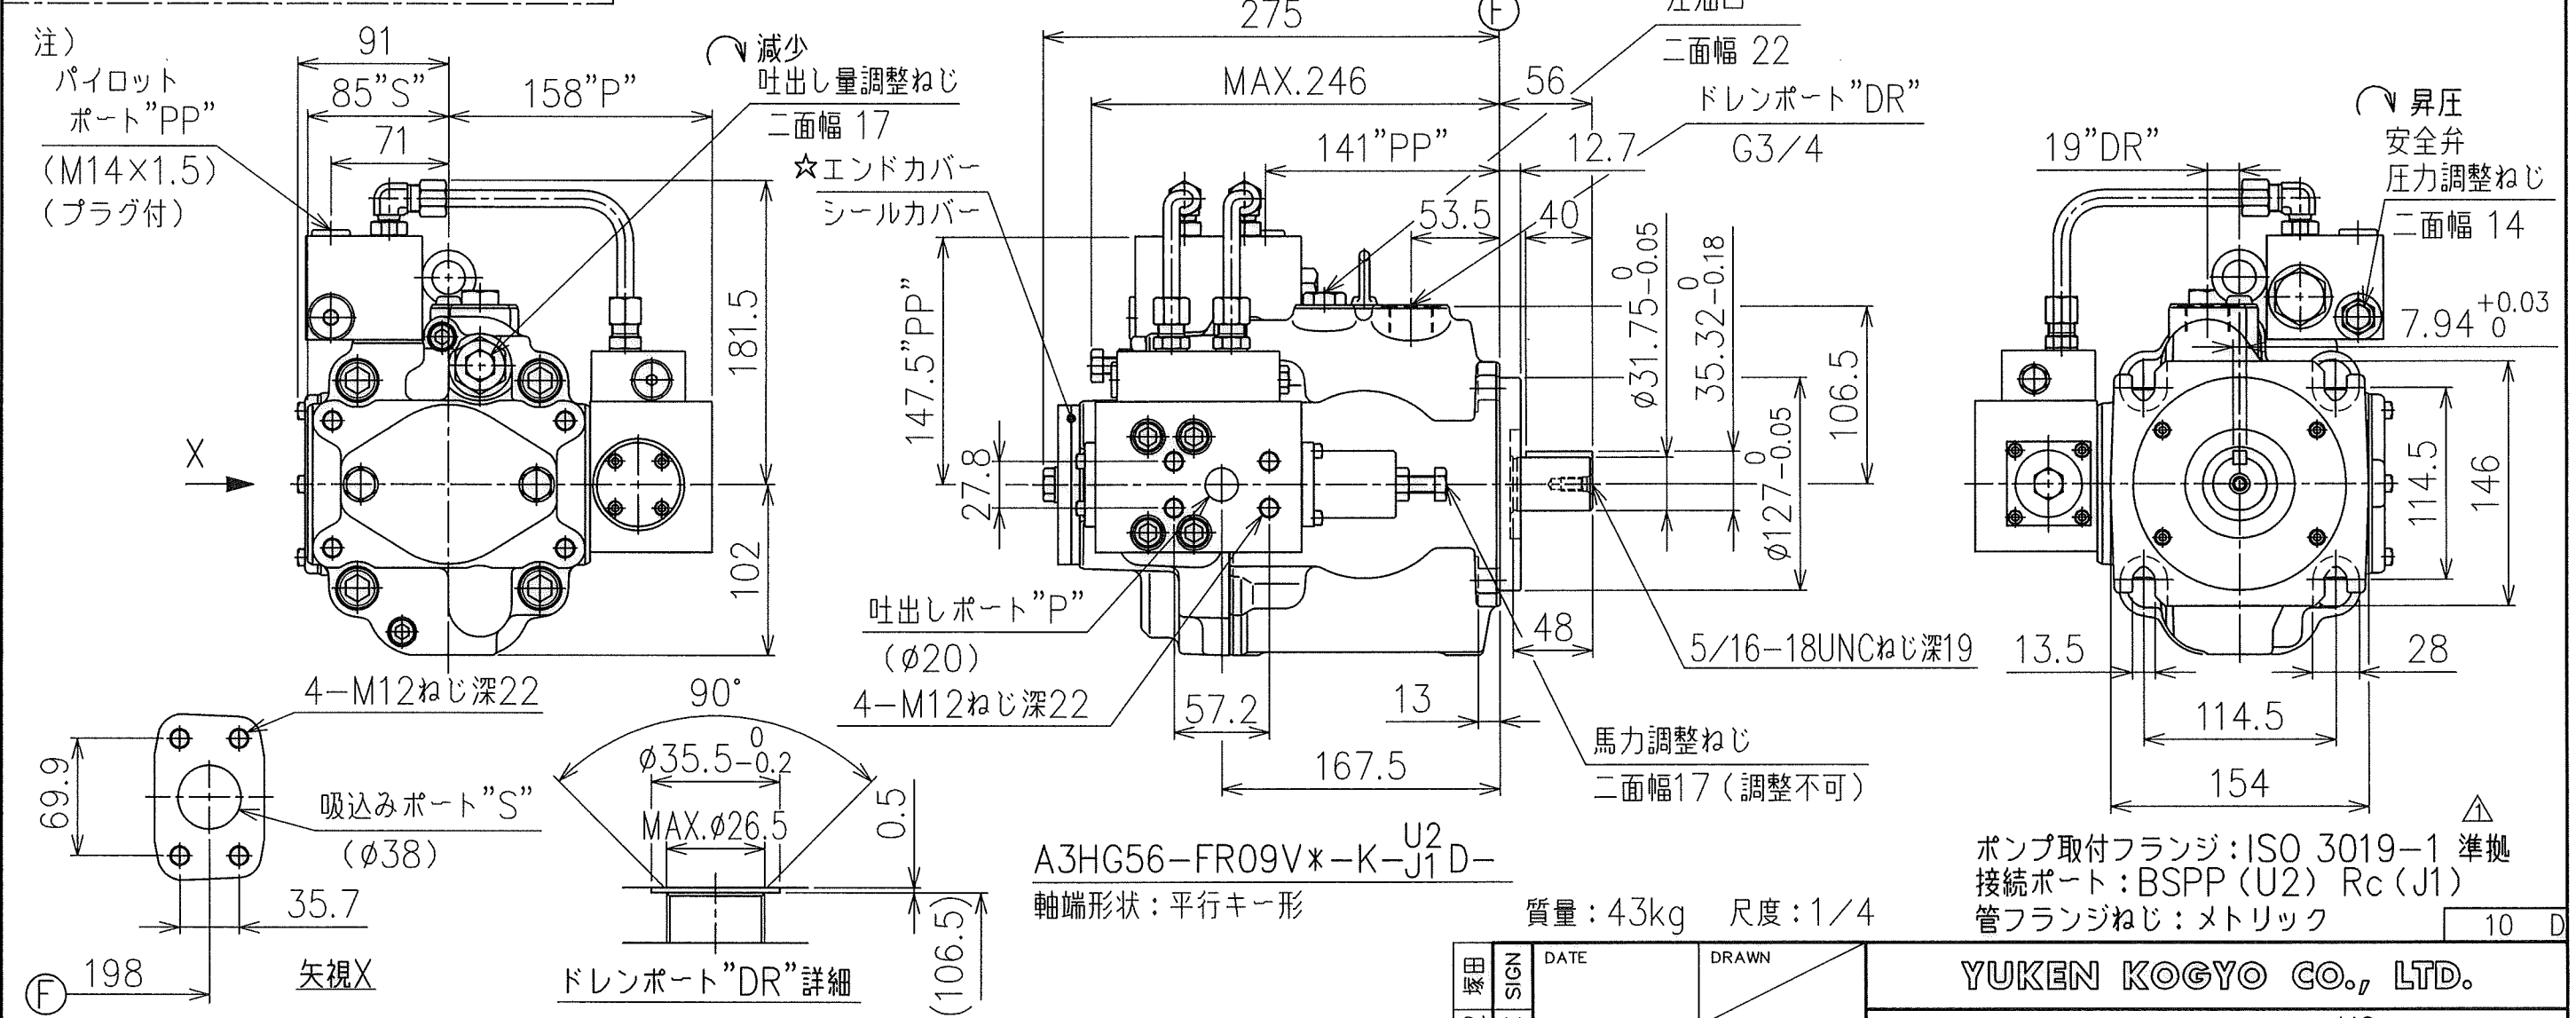 注)
パイロット
ポート"PP"
(M14×1.5)
(プラグ付)
91
85"S"
158"P"
71
減少
吐出し量調整ねじ
二面幅 17
☆エンドカバー
シールカバー
181.5
102
X
275
F
二面幅 22
MAX.246
56
ドレンポート"DR"
G3/4
141"PP"
12.7
53.5
40
147.5"PP"
27.8
φ31.75 0 -0.05
35.32 0 -0.18
φ127 0 -0.05
106.5
吐出しポート"P"
(φ20)
4-M12ねじ深22
57.2
13
48
167.5
5/16-18UNCねじ深19
馬力調整ねじ
二面幅17(調整不可)
昇圧
安全弁
圧力調整ねじ
二面幅 14
19"DR"
7.94 +0.03 0
114.5
146
13.5
28
114.5
154
4-M12ねじ深22
69.9
吸込みポート"S"
(φ38)
35.7
F
198
矢視X
90°
φ35.5 0 -0.2
MAX.φ26.5
0.5
(106.5)
ドレンポート"DR"詳細
A3HG56-FR09V*-K-U2 J1 D-
軸端形状:平行キー形
質量:43kg 尺度:1/4
1
ポンプ取付フランジ:ISO 3019-1 準拠
接続ポート:BSPP(U2) Rc(J1)
管フランジねじ:メトリック
10 D
塚田
SIGN
DATE
DRAWN
YUKEN KOGYO CO., LTD.